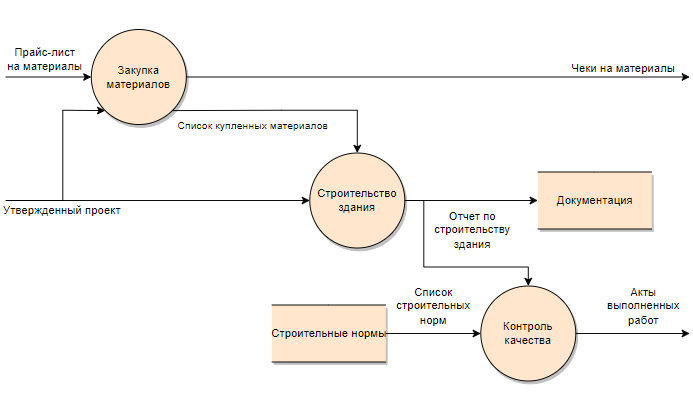 Прайс-лист
на материалы
Закупка
материалов
Чеки на материалы
Список купленных материалов
Утвержденный проект
Строительство
здания
Документация
Отчет по
строительству
здания
Список
строительных
норм
Строительные нормы
Контроль
качества
Акты
выполненных
работ